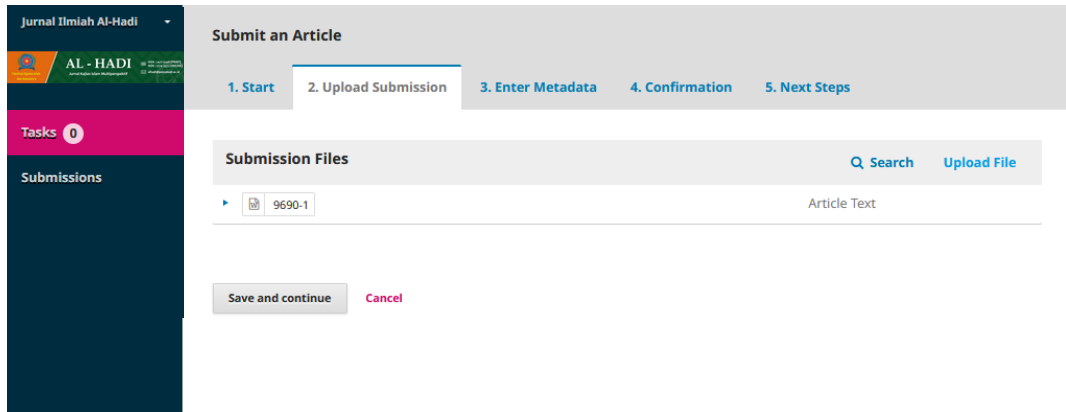 Jurnal Ilmiah Al-Hadi
AL - HADI
Tasks 0
Submissions
Submit an Article
1. Start 2. Upload Submission 3. Enter Metadata 4. Confirmation 5. Next Steps
Submission Files Search Upload File
9690-1 Article Text
Save and continue Cancel